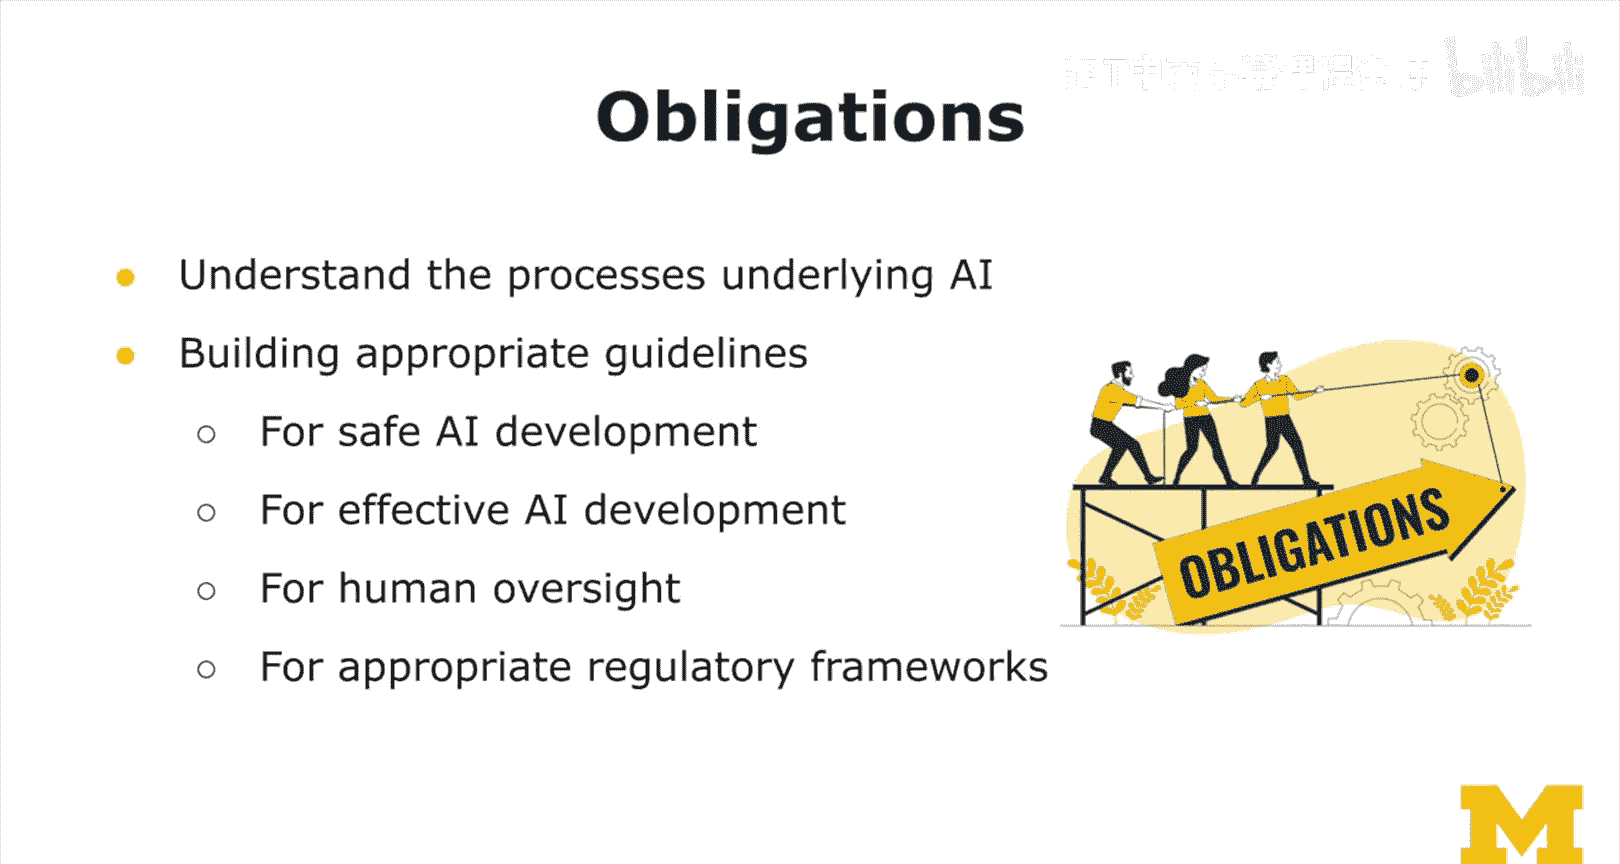 bilibili
Obligations
Understand the processes underlying AI
Building appropriate guidelines
For safe AI development
For effective AI development
For human oversight
For appropriate regulatory frameworks
OBLIGATIONS
M